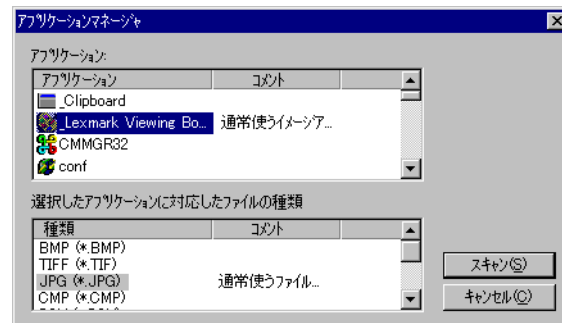 アプリケーションマネージャ
アプリケーション:
アプリケーション コメント
_Clipboard
_Lexmark Viewing Bo... 通常使うイメージア...
CMMGR32
conf
選択したアプリケーションに対応したファイルの種類
種類 コメント
BMP (*.BMP)
TIFF (*.TIF)
JPG (*.JPG) 通常使うファイル...
CMP (*.CMP)
スキャン(S)
キャンセル(C)